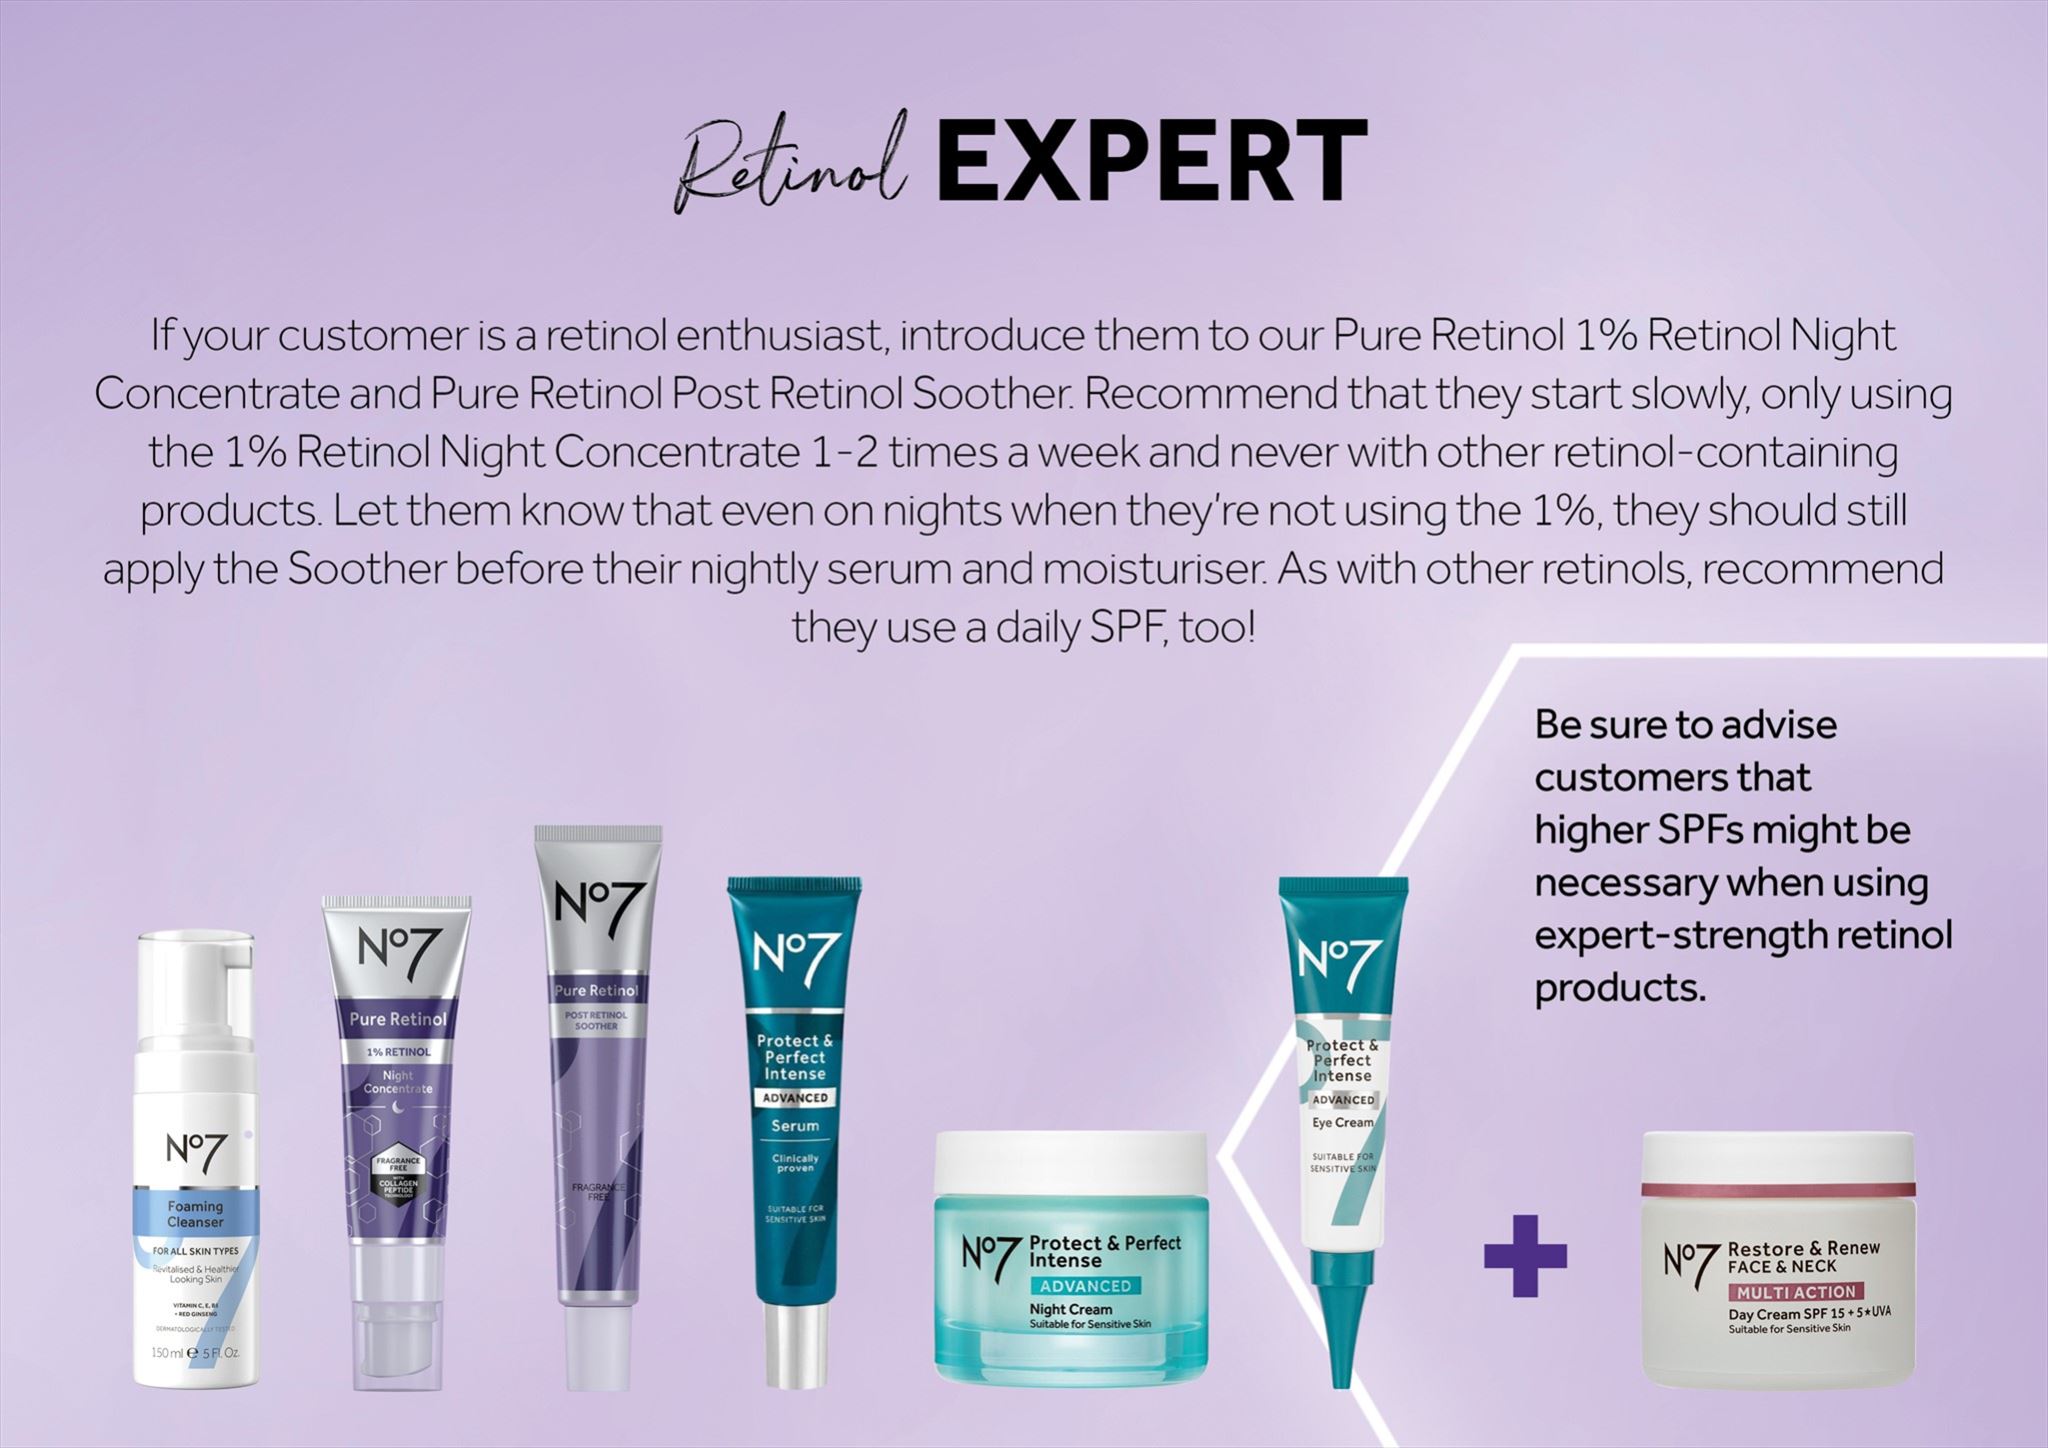 Retinol EXPERT
If your customer is a retinol enthusiast, introduce them to our Pure Retinol 1% Retinol Night
Concentrate and Pure Retinol Post Retinol Soother. Recommend that they start slowly, only using
the 1% Retinol Night Concentrate 1-2 times a week and never with other retinol-containing
products. Let them know that even on nights when they're not using the 1%, they should still
apply the Soother before their nightly serum and moisturiser. As with other retinols, recommend
they use a daily SPF, too!
Be sure to advise
customers that
higher SPFs might be
necessary when using
expert-strength retinol
products.
Nº7
Foaming
Cleanser
FOR ALL SKIN TYPES
Revitalised & Healthier
Looking Skin
VITAMIN C, E, B5
+ RED GINSENG
DERMATOLOGICALLY TESTED
150 ml e 5 Fl. Oz.
Nº7
Pure Retinol
1% RETINOL
Night
Concentrate
FRAGRANCE
FREE
WITH
COLLAGEN
PEPTIDE
TECHNOLOGY
Nº7
Pure Retinol
POST RETINOL
SOOTHER
FRAGRANCE
FREE
Nº7
Protect &
Perfect
Intense
ADVANCED
Serum
Clinically
proven
SUITABLE FOR
SENSITIVE SKIN
Nº7
Protect & Perfect
Intense
ADVANCED
Night Cream
Suitable for Sensitive Skin
Nº7
Protect &
Perfect
Intense
ADVANCED
Eye Cream
SUITABLE FOR
SENSITIVE SKIN
+
Nº7
Restore & Renew
FACE & NECK
MULTI ACTION
Day Cream SPF 15 + 5★UVA
Suitable for Sensitive Skin